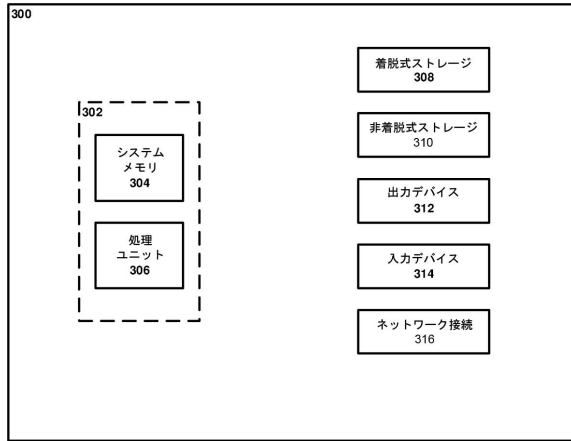 300
302
システム
メモリ
304
処理
ユニット
306
着脱式ストレージ
308
非着脱式ストレージ
310
出力デバイス
312
入力デバイス
314
ネットワーク接続
316